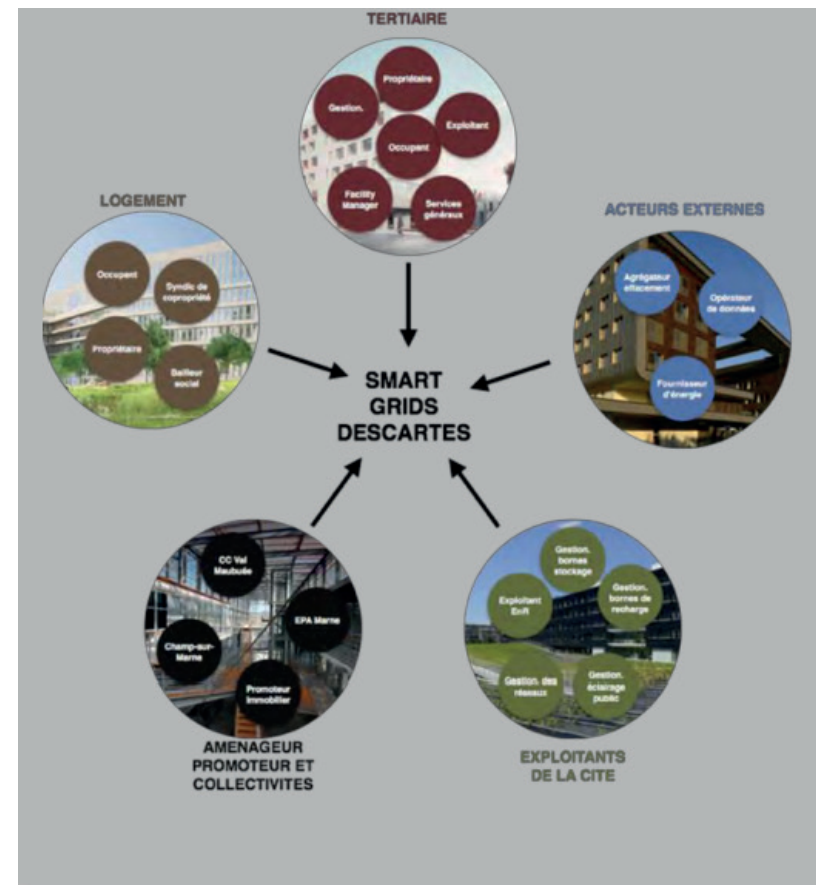 TERTIAIRE
Propriétaire
Gestion.
Exploitant
Occupant
Facility
Manager
Services
généraux
LOGEMENT
Occupant
Syndic de
copropriété
Propriétaire
Bailleur
social
ACTEURS EXTERNES
Agrégateur
effacement
Opérateur
de données
Fournisseur
d'énergie
SMART
GRIDS
DESCARTES
CC Val
Maubuée
EPA Marne
Champ-sur-
Marne
Promoteur
Immobilier
AMENAGEUR
PROMOTEUR ET
COLLECTIVITES
Gestion.
bornes
stockage
Exploitant
EnR
Gestion.
bornes de
recharge
Gestion. des
réseaux
Gestion.
éclairage
public
EXPLOITANTS
DE LA CITE